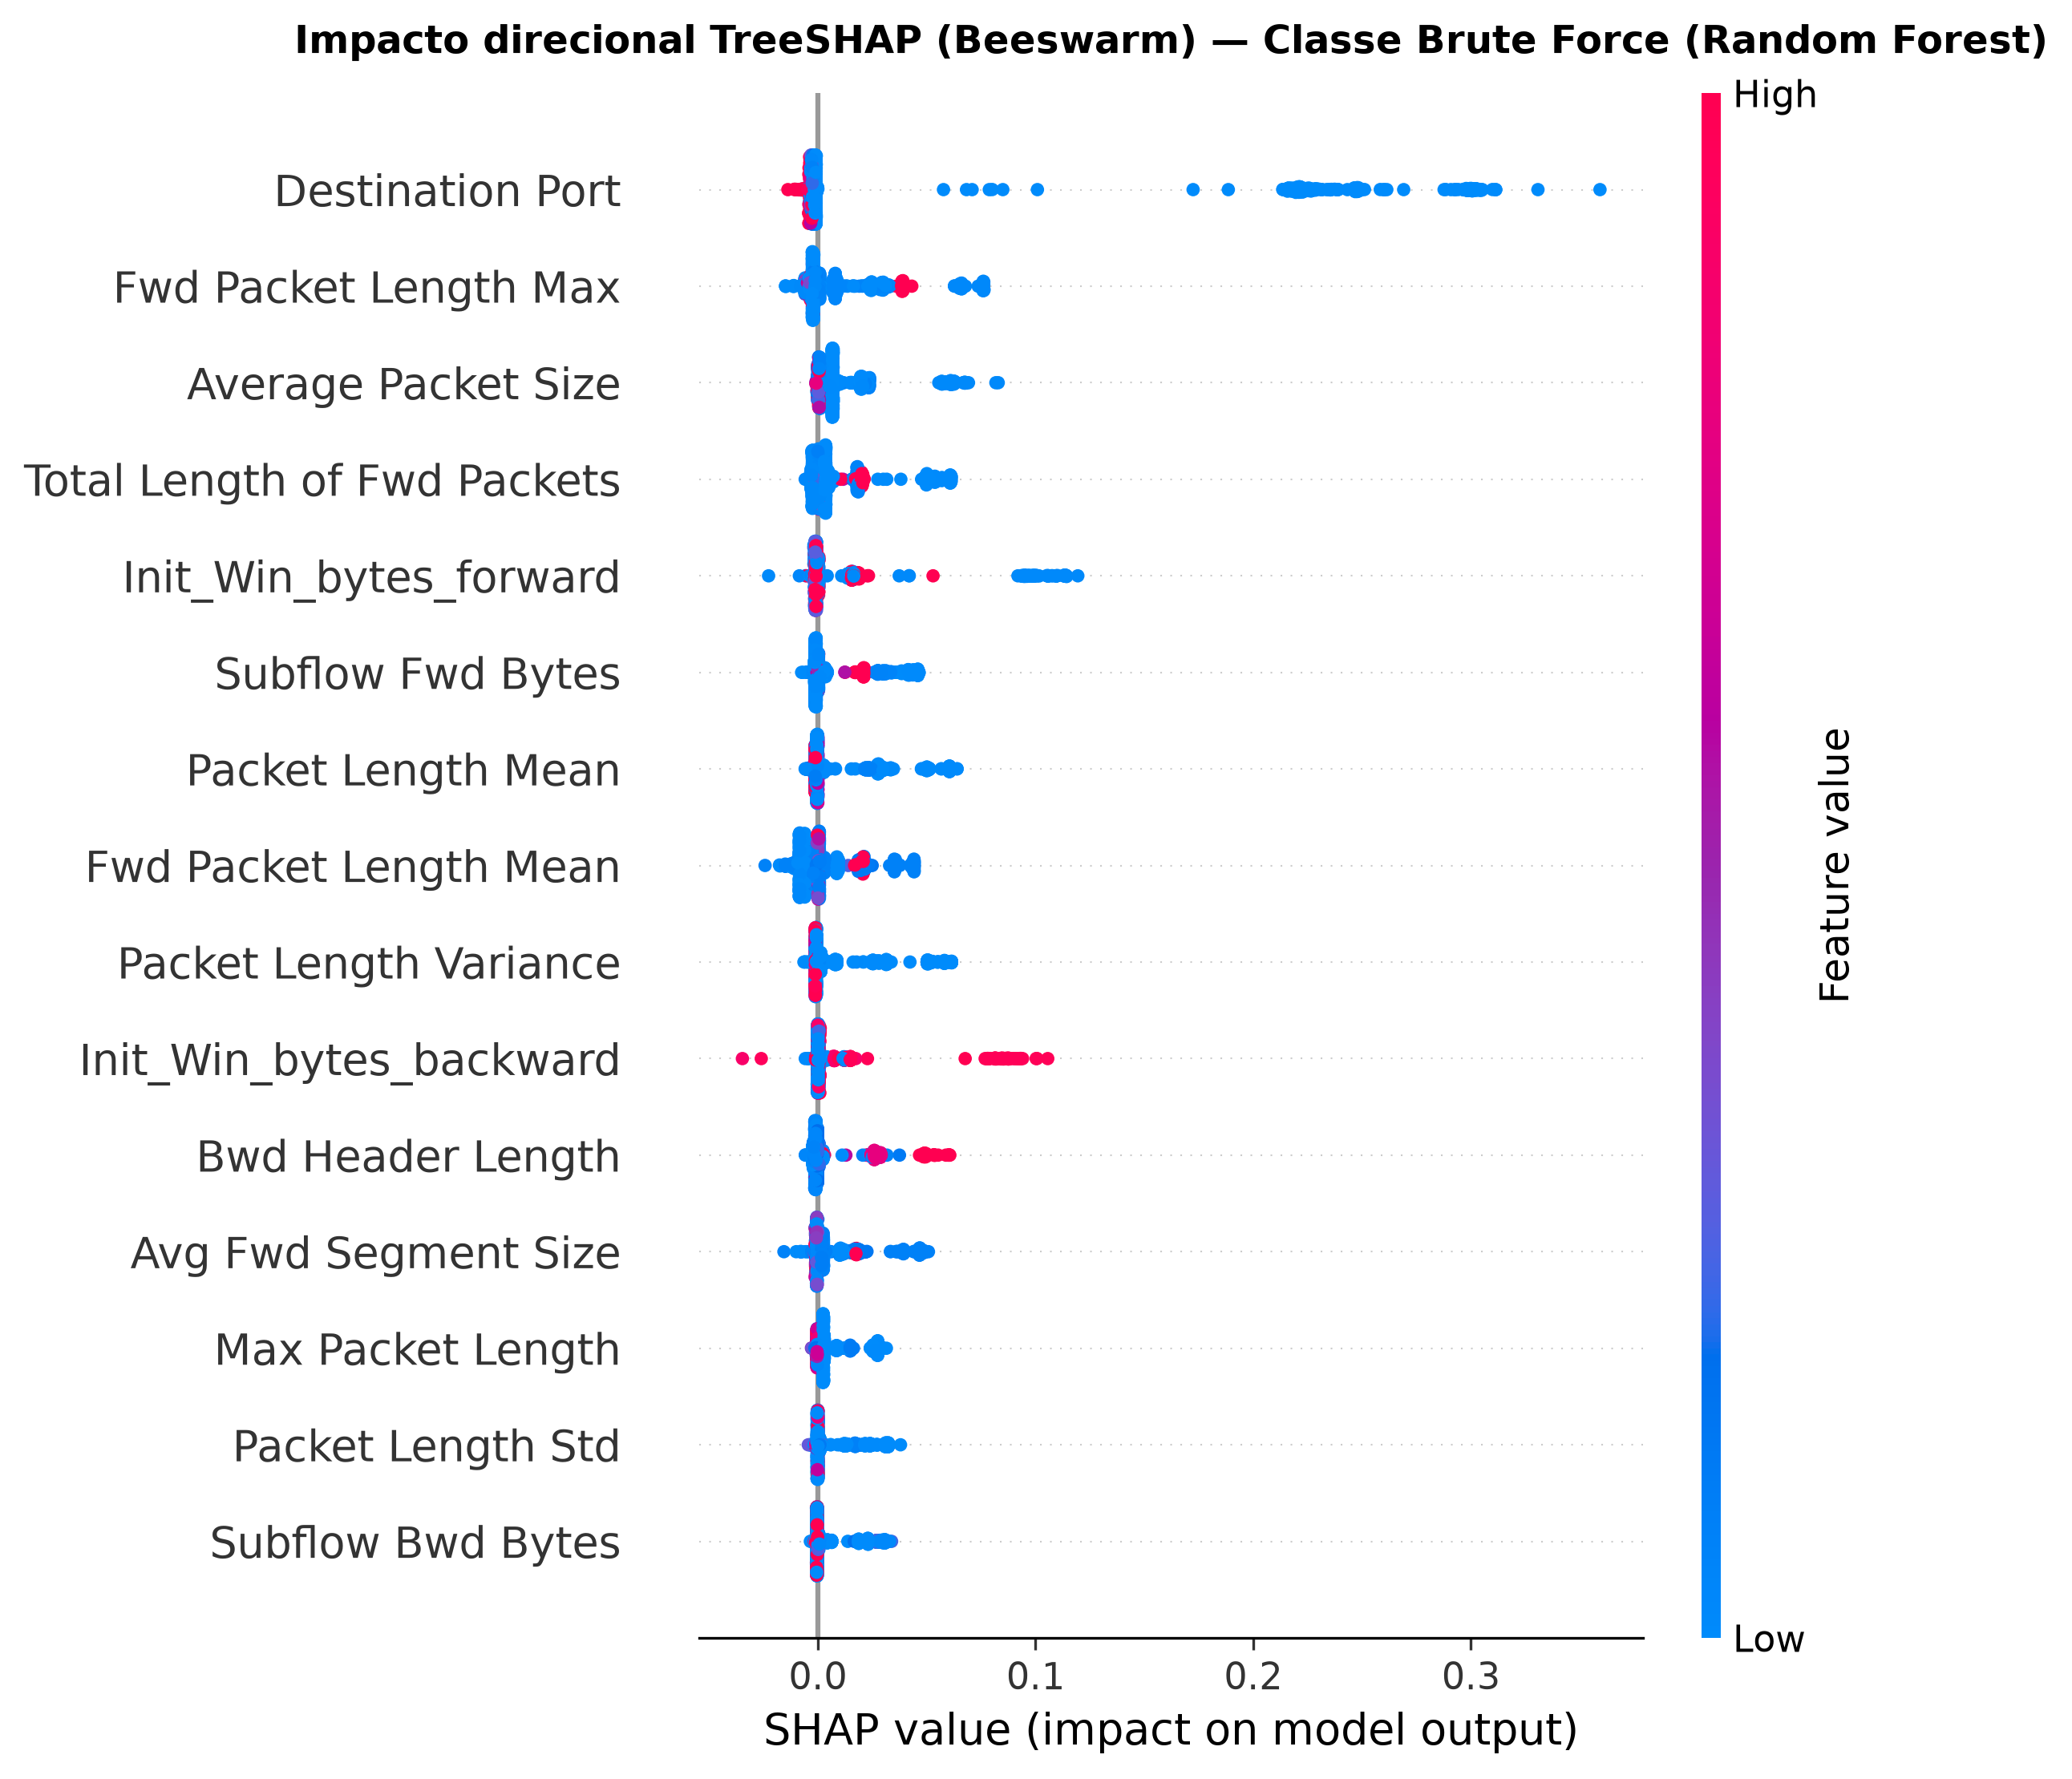 Impacto direcional TreeSHAP (Beeswarm) — Classe Brute Force (Random Forest)
High
Destination Port
Fwd Packet Length Max
Average Packet Size
Total Length of Fwd Packets
Init_Win_bytes_forward
Subflow Fwd Bytes
Packet Length Mean
Fwd Packet Length Mean
Packet Length Variance
Init_Win_bytes_backward
Bwd Header Length
Avg Fwd Segment Size
Max Packet Length
Packet Length Std
Subflow Bwd Bytes
Feature value
Low
0.0 0.1 0.2 0.3
SHAP value (impact on model output)